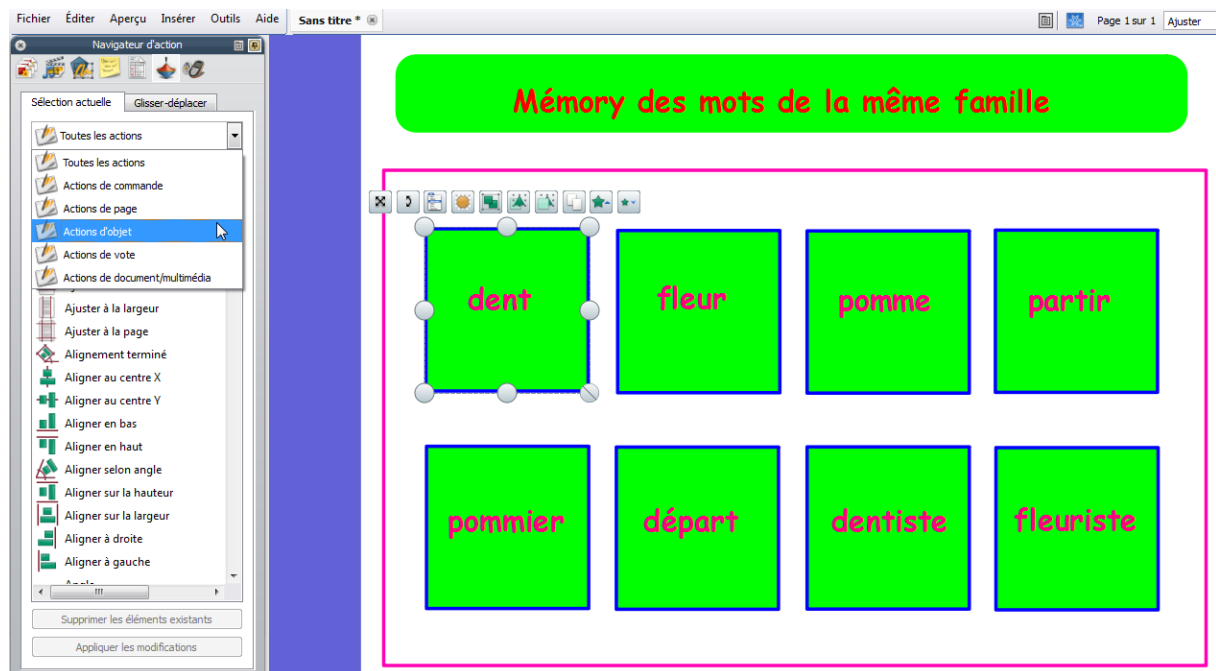 Fichier Éditer Aperçu Insérer Outils Aide Sans titre * Page 1 sur 1 Ajuster
Navigateur d'action
Sélection actuelle Glisser-déplacer
Toutes les actions
Toutes les actions
Actions de commande
Actions de page
Actions d'objet
Actions de vote
Actions de document/multimédia
Ajuster à la largeur
Ajuster à la page
Alignement terminé
Aligner au centre X
Aligner au centre Y
Aligner en bas
Aligner en haut
Aligner selon angle
Aligner sur la hauteur
Aligner sur la largeur
Aligner à droite
Aligner à gauche
Supprimer les éléments existants
Appliquer les modifications
Mémory des mots de la même famille
dent fleur pomme partir
pommier départ dentiste fleuriste